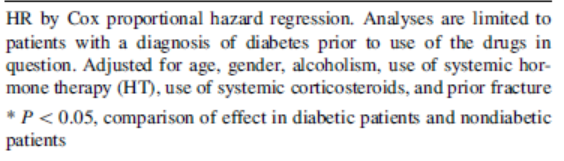 HR by Cox proportional hazard regression. Analyses are limited to
patients with a diagnosis of diabetes prior to use of the drugs in
question. Adjusted for age, gender, alcoholism, use of systemic hor-
mone therapy (HT), use of systemic corticosteroids, and prior fracture
* P < 0.05, comparison of effect in diabetic patients and nondiabetic
patients